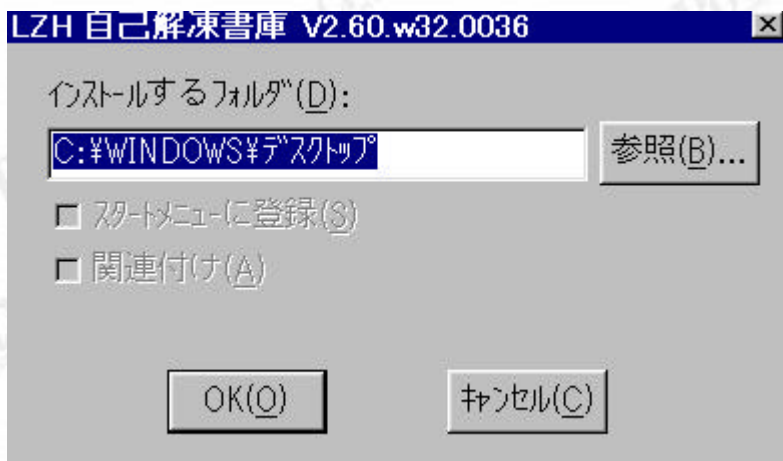 LZH 自己解凍書庫 V2.60.w32.0036
ｲﾝｽﾄｰﾙするﾌｫﾙﾀﾞ(D):
C:¥WINDOWS¥ﾃﾞｽｸﾄｯﾌﾟ 参照(B)...
ｽﾀｰﾄﾒﾆｭｰに登録(S)
関連付け(A)
OK(O) ｷｬﾝｾﾙ(C)